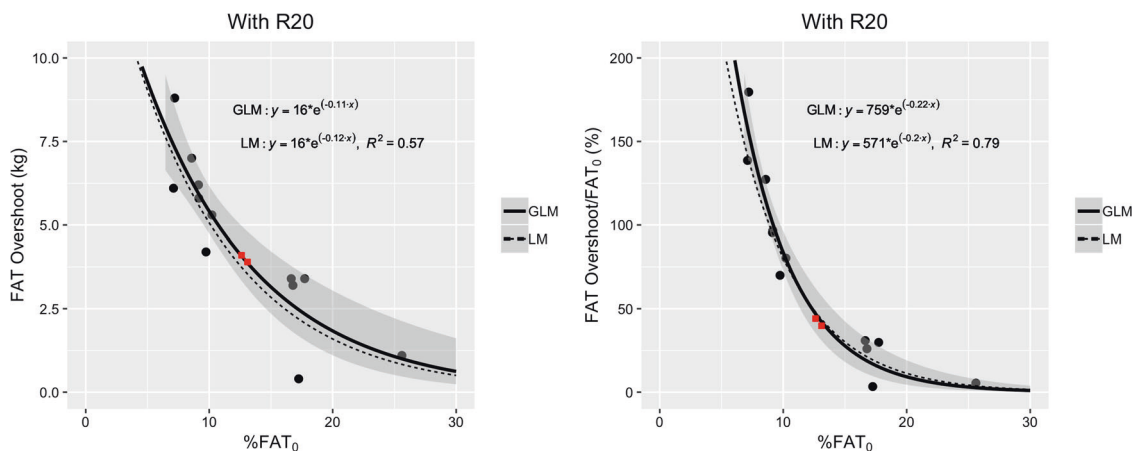 With R20
FAT Overshoot (kg)
10.0
7.5
5.0
2.5
0.0
GLM : y = 16*e^(-0.11·x)
LM : y = 16*e^(-0.12·x), R² = 0.57
0 10 20 30
%FAT₀
GLM
LM
With R20
FAT Overshoot/FAT₀ (%)
200
150
100
50
0
GLM : y = 759*e^(-0.22·x)
LM : y = 571*e^(-0.2·x), R² = 0.79
0 10 20 30
%FAT₀
GLM
LM